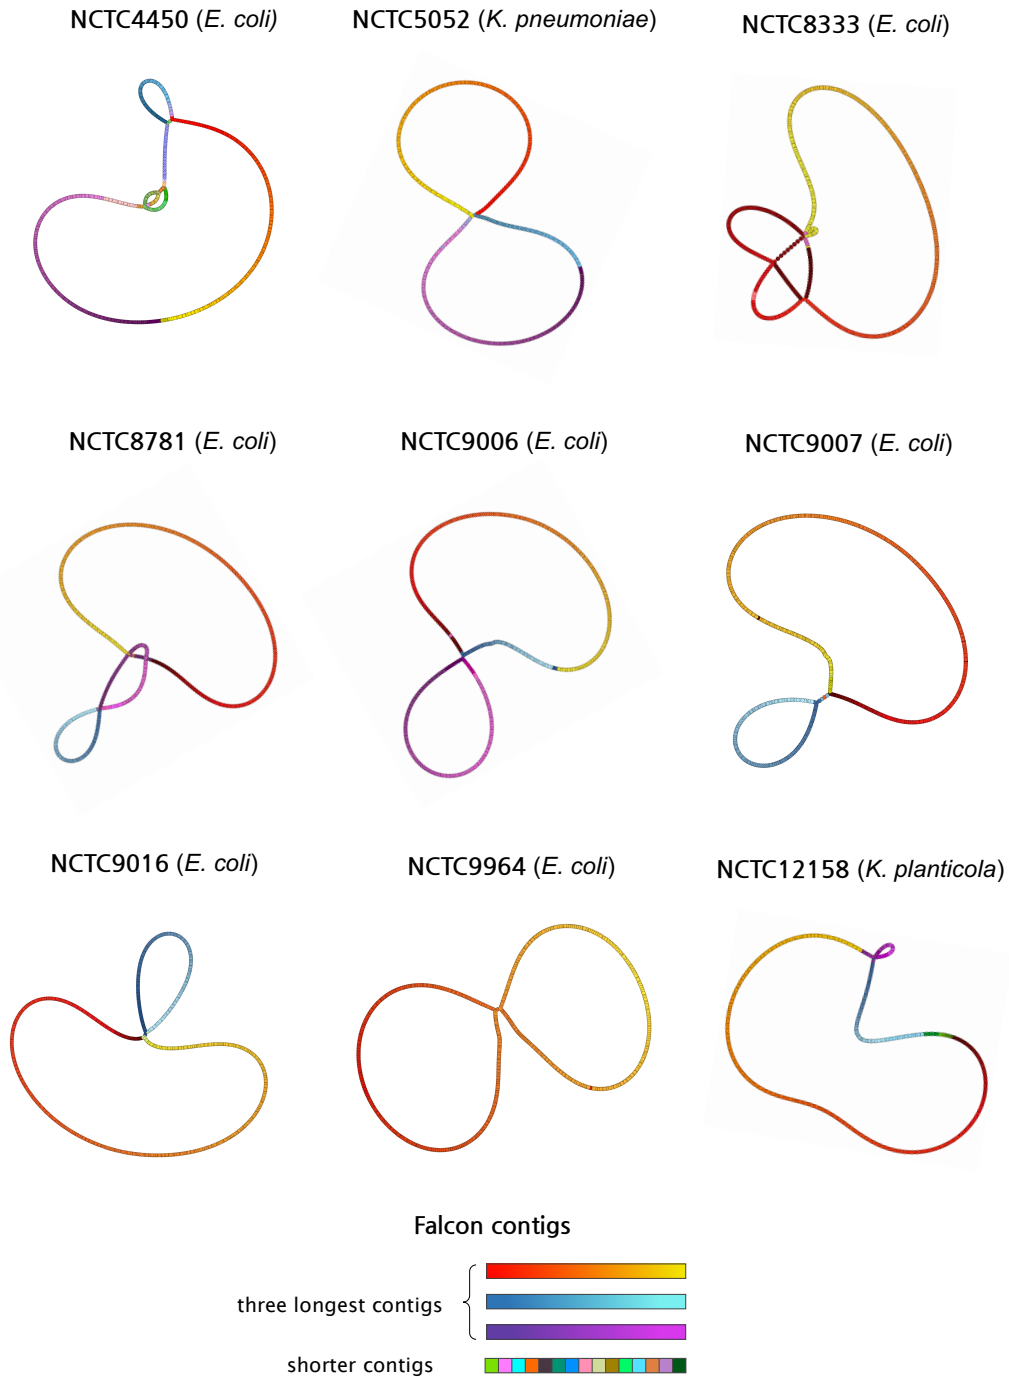 NCTC4450 (E. coli)
NCTC5052 (K. pneumoniae)
NCTC8333 (E. coli)
NCTC8781 (E. coli)
NCTC9006 (E. coli)
NCTC9007 (E. coli)
NCTC9016 (E. coli)
NCTC9964 (E. coli)
NCTC12158 (K. planticola)
Falcon contigs
three longest contigs
shorter contigs